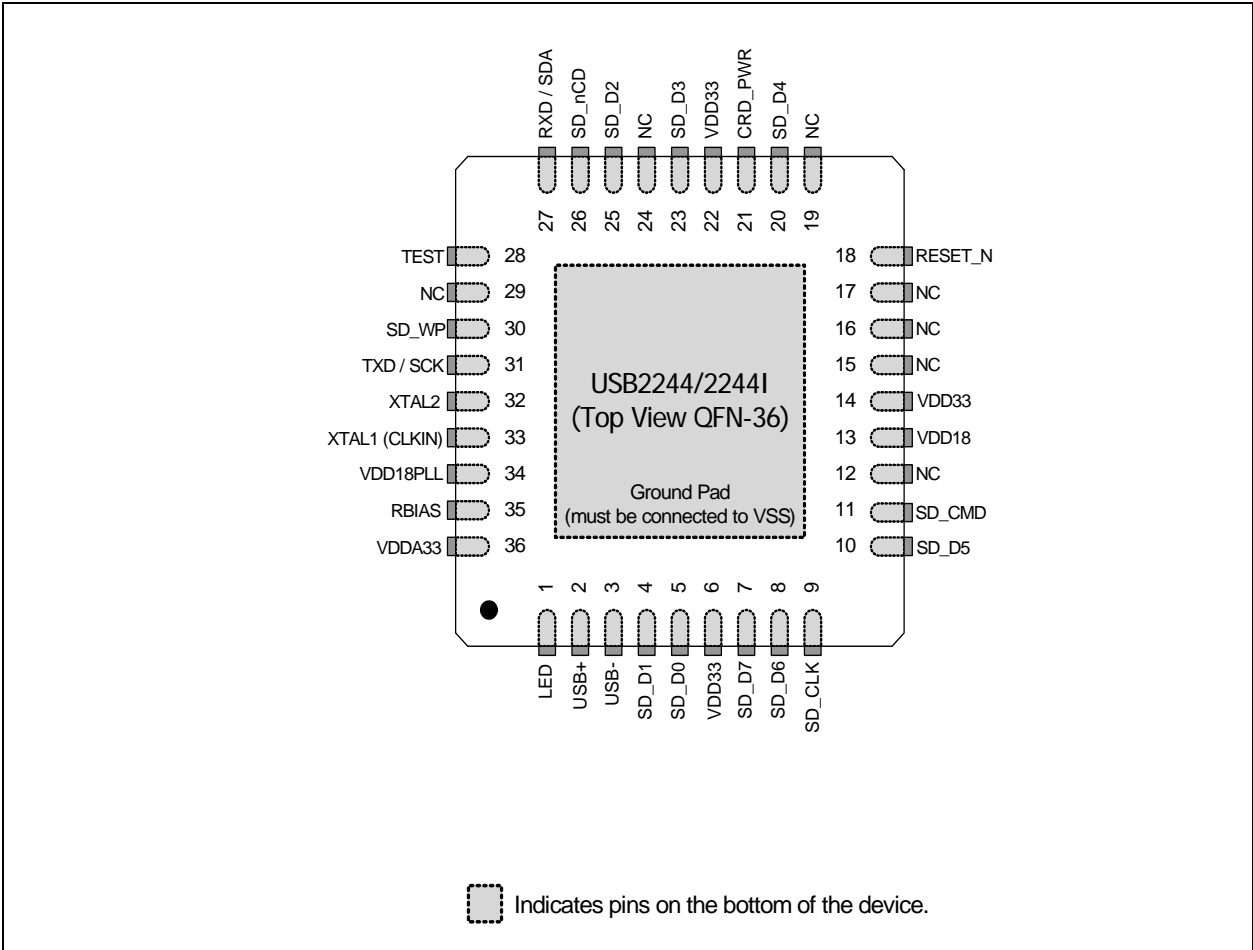 RXD / SDA
SD_nCD
SD_D2
NC
SD_D3
VDD33
CRD_PWR
SD_D4
NC
27
26
25
24
23
22
21
20
19
TEST 28
NC 29
SD_WP 30
TXD / SCK 31
XTAL2 32
XTAL1 (CLKIN) 33
VDD18PLL 34
RBIAS 35
VDDA33 36
USB2244/2244I
(Top View QFN-36)
Ground Pad
(must be connected to VSS)
18 RESET_N
17 NC
16 NC
15 NC
14 VDD33
13 VDD18
12 NC
11 SD_CMD
10 SD_D5
1
2
3
4
5
6
7
8
9
LED
USB+
USB-
SD_D1
SD_D0
VDD33
SD_D7
SD_D6
SD_CLK
Indicates pins on the bottom of the device.